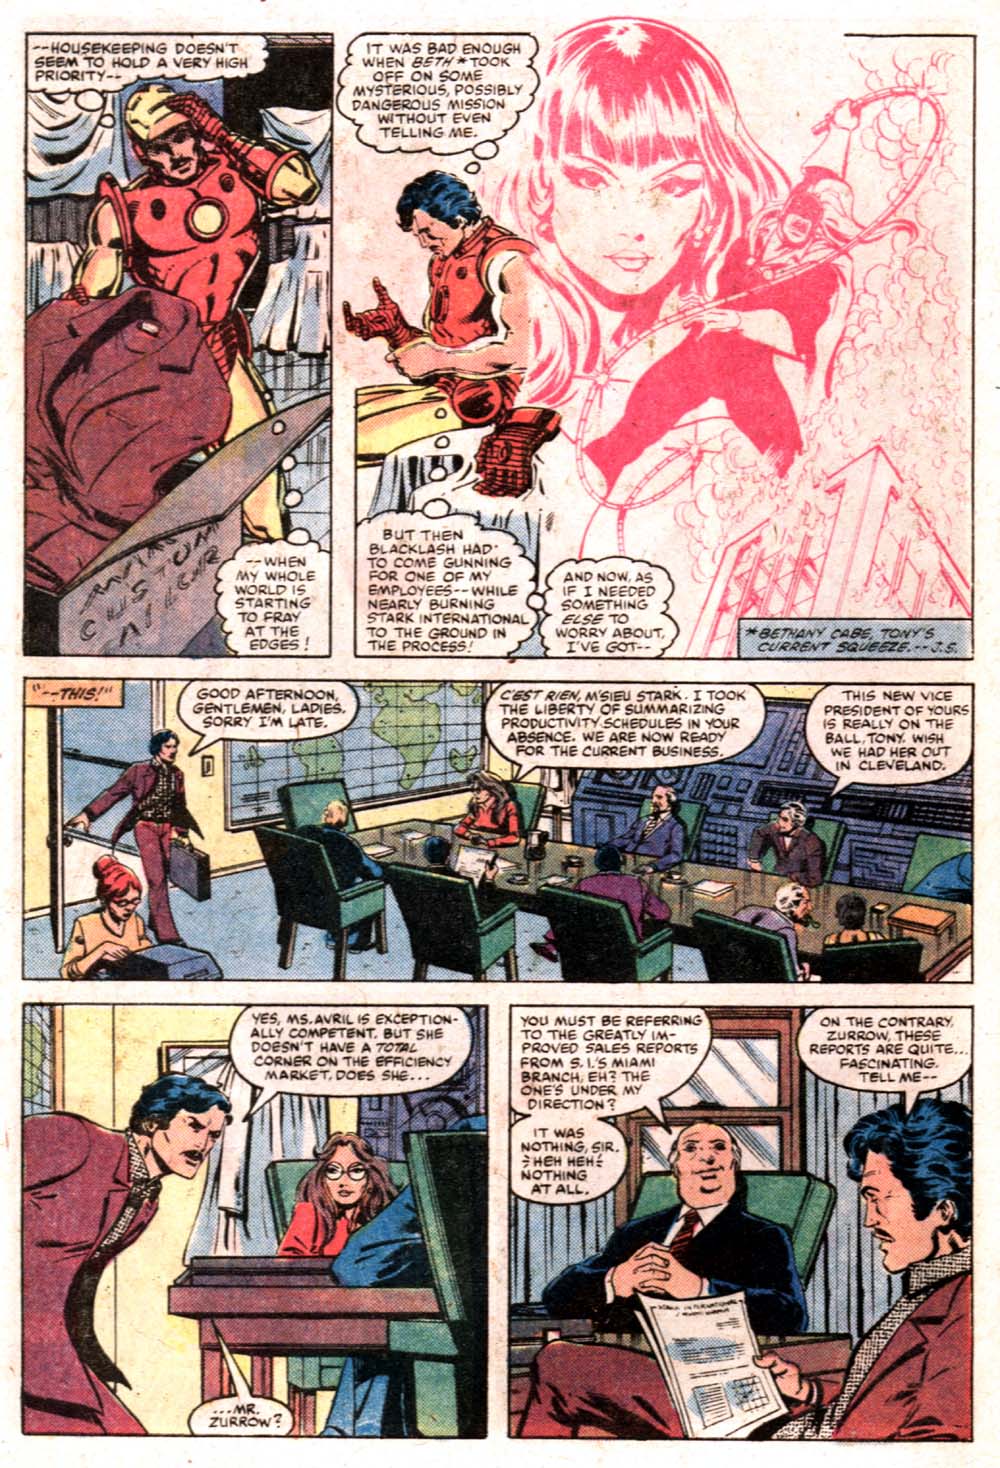 --HOUSEKEEPING DOESN'T
SEEM TO HOLD A VERY HIGH
PRIORITY--
--WHEN
MY WHOLE
WORLD IS
STARTING
TO FRAY
AT THE
EDGES!
IT WAS BAD ENOUGH
WHEN BETH * TOOK
OFF ON SOME
MYSTERIOUS, POSSIBLY
DANGEROUS MISSION
WITHOUT EVEN
TELLING ME.
BUT THEN
BLACKLASH HAD
TO COME GUNNING
FOR ONE OF MY
EMPLOYEES--WHILE
NEARLY BURNING
STARK INTERNATIONAL
TO THE GROUND IN
THE PROCESS!
AND NOW, AS
IF I NEEDED
SOMETHING
ELSE TO
WORRY ABOUT,
I'VE GOT--
*BETHANY CABE, TONY'S
CURRENT SQUEEZE.--J.S.
"--THIS!"
GOOD AFTERNOON,
GENTLEMEN, LADIES.
SORRY I'M LATE.
C'EST RIEN, M'SIEU STARK. I TOOK
THE LIBERTY OF SUMMARIZING
PRODUCTIVITY SCHEDULES IN YOUR
ABSENCE. WE ARE NOW READY
FOR THE CURRENT BUSINESS.
THIS NEW VICE
PRESIDENT OF YOURS
IS REALLY ON THE
BALL, TONY. WISH
WE HAD HER OUT
IN CLEVELAND.
YES, MS. AVRIL IS EXCEPTION-
ALLY COMPETENT. BUT SHE
DOESN'T HAVE A TOTAL
CORNER ON THE EFFICIENCY
MARKET, DOES SHE...
...MR.
ZURROW?
YOU MUST BE REFERRING
TO THE GREATLY IM-
PROVED SALES REPORTS
FROM S.I.'S MIAMI
BRANCH, EH? THE
ONE'S UNDER MY
DIRECTION?
IT WAS
NOTHING, SIR.
HEH HEH!
NOTHING
AT ALL.
ON THE CONTRARY,
ZURROW, THESE
REPORTS ARE QUITE...
FASCINATING.
TELL ME--
STARK INTERNATIONAL